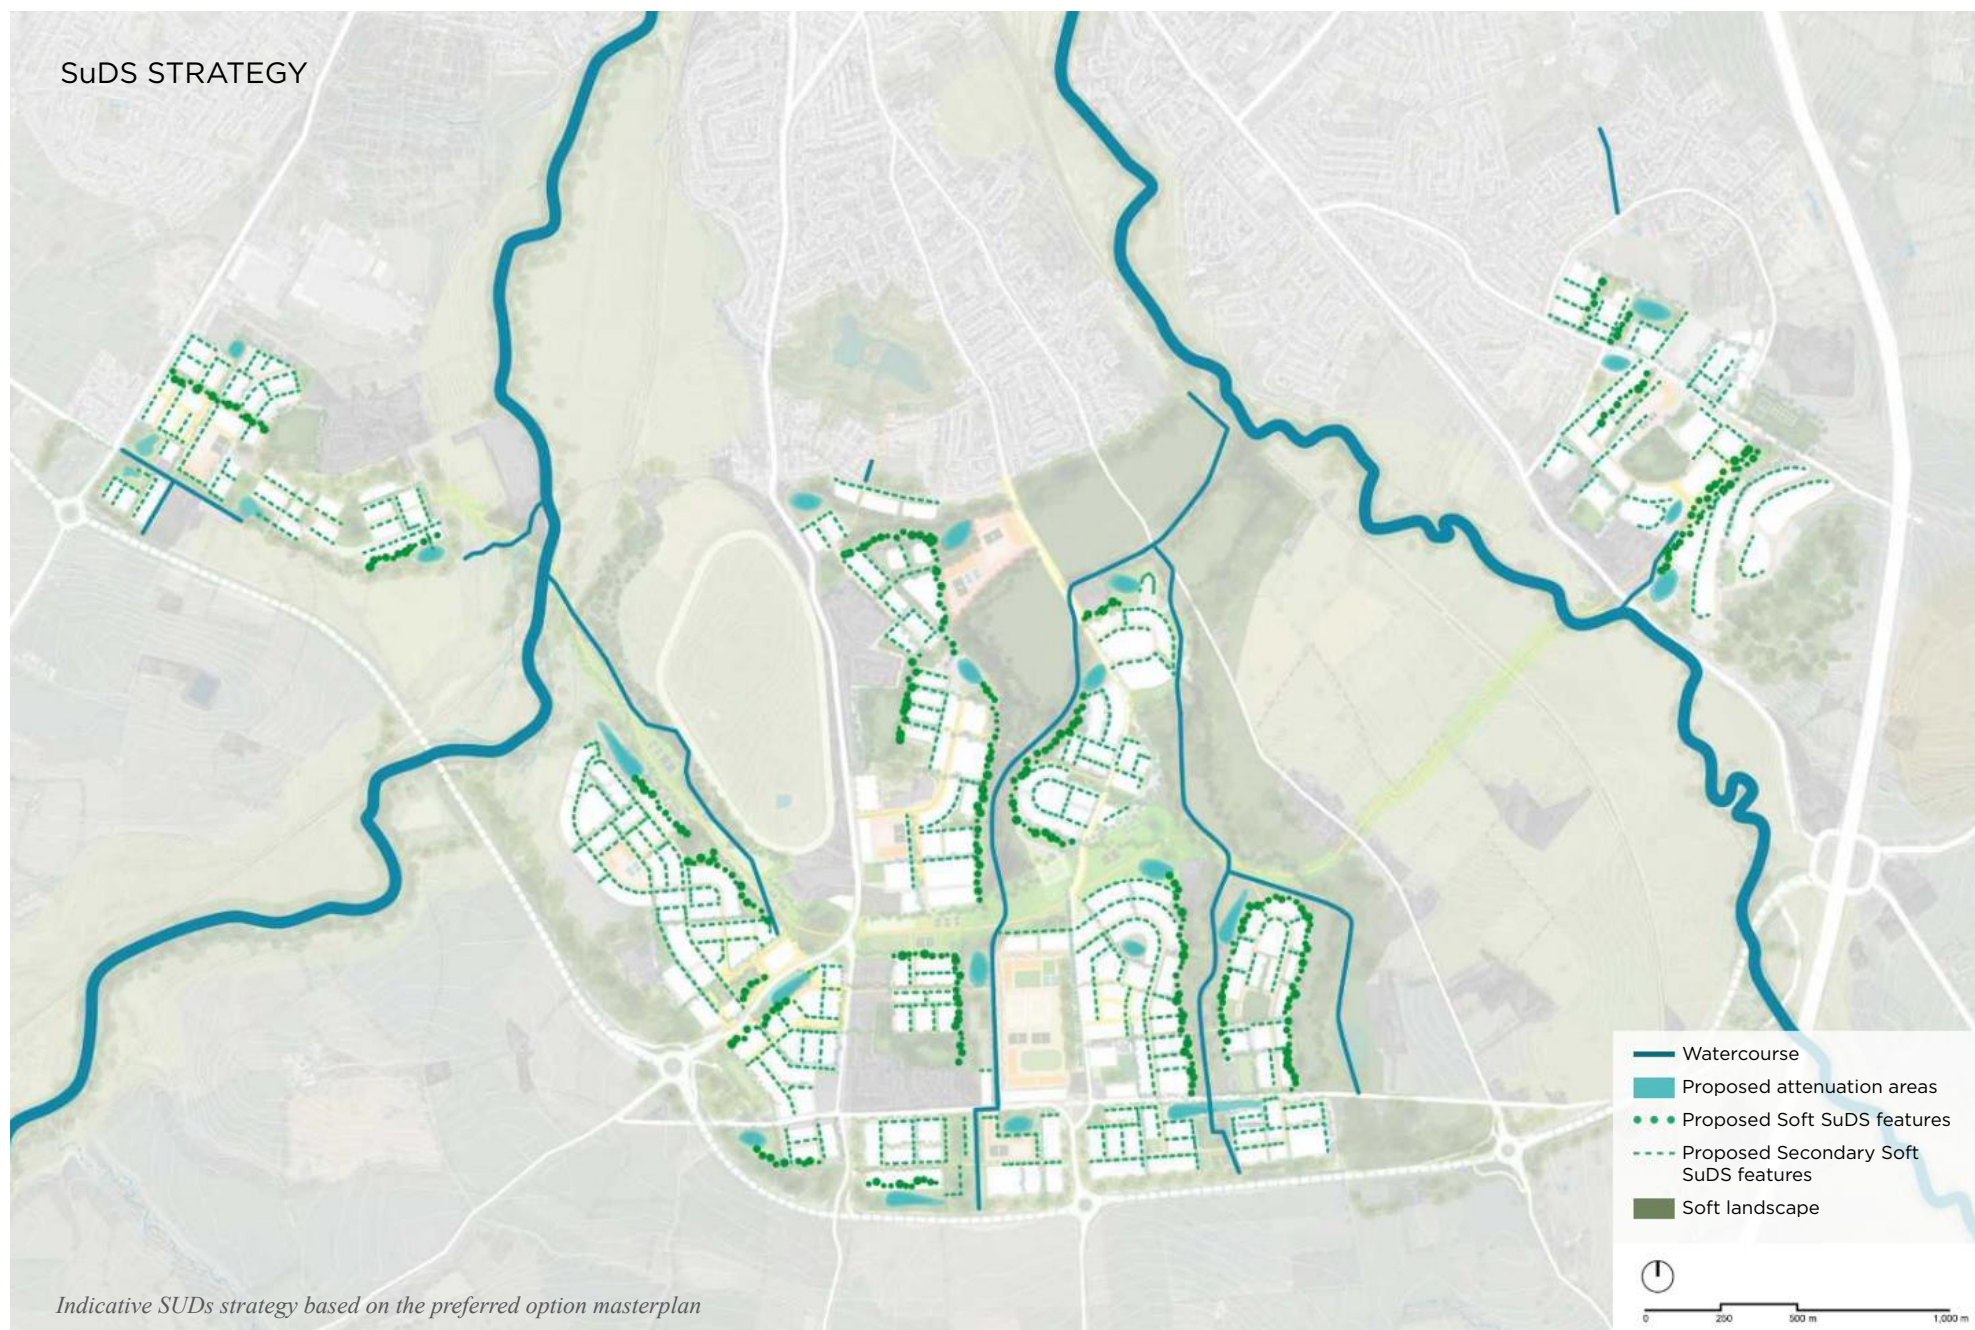 SuDS STRATEGY
Watercourse
Proposed attenuation areas
Proposed Soft SuDS features
Proposed Secondary Soft
SuDS features
Soft landscape
0 250 500 m 1,000 m
Indicative SUDs strategy based on the preferred option masterplan